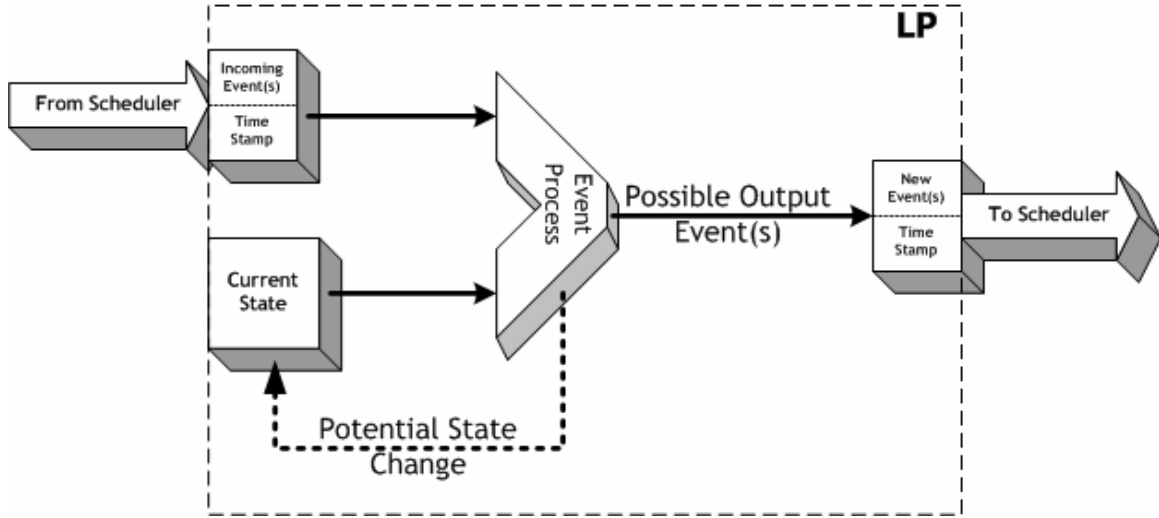 LP
From Scheduler
Incoming
Event(s)
Time
Stamp
Event
Process
Possible Output
Event(s)
New
Event(s)
Time
Stamp
To Scheduler
Current
State
Potential State
Change